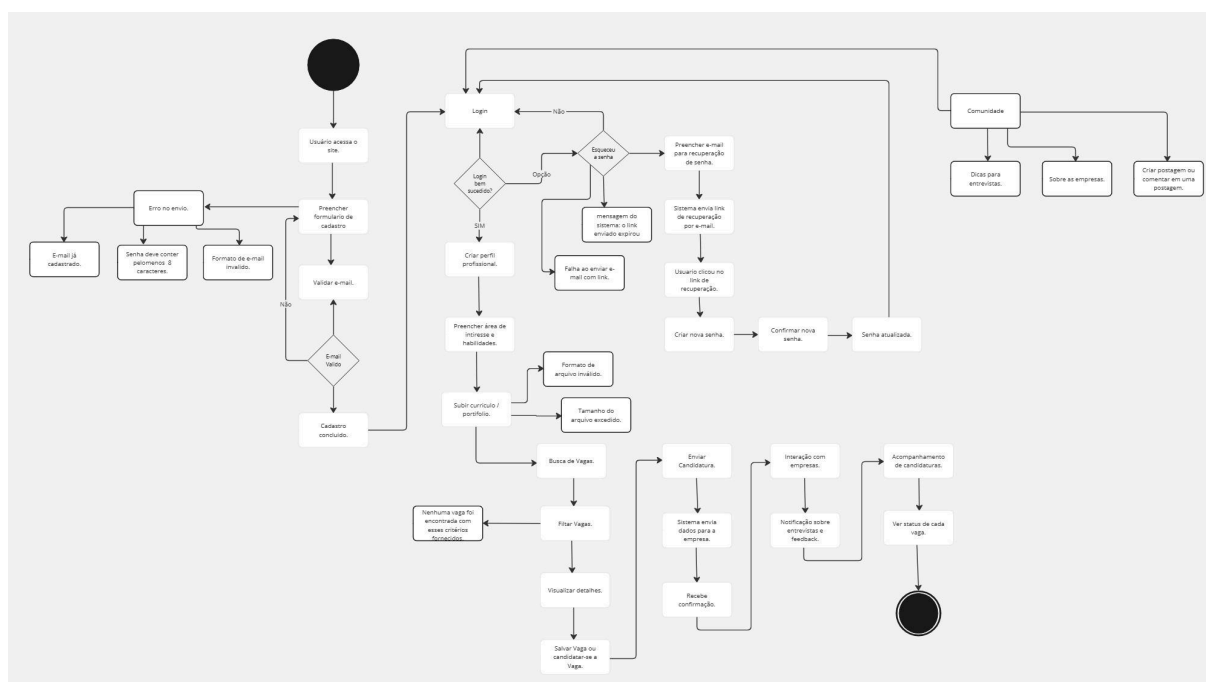 Usuário acessa o
site.
Preencher
formulario de
cadastro
Erro no envio.
E-mail já
cadastrado.
Senha deve conter
pelomenos 8
caracteres.
Formato de e-mail
invalido.
Validar e-mail.
Não
E-mail
Valido
Cadastro
concluido.
Login
Não
Login
bem
sucedido?
Opção
SIM
Esqueceu
a senha
mensagem do
sistema: o link
enviado expirou
Falha ao enviar e-
mail com link.
Preencher e-mail
para recuperação
de senha.
Sistema envia link
de recuperação
por e-mail.
Usuario clicou no
link de
recuperação.
Criar nova senha.
Confirmar nova
senha.
Senha atualizada.
Criar perfil
profissional.
Preencher área de
intiresse e
habilidades.
Subir curriculo /
portifolio.
Formato de
arquivo inválido.
Tamanho do
arquivo excedido.
Busca de Vagas.
Filtar Vagas.
Nenhuma vaga foi
encontrada com
esses critérios
fornecidos.
Visualizar detalhes.
Salvar Vaga ou
candidatar-se a
Vaga.
Enviar
Candidatura.
Sistema envia
dados para a
empresa.
Recebe
confirmação.
Interação com
empresas.
Notificação sobre
entrevistas e
feedback.
Acompanhamento
de candidaturas.
Ver status de cada
vaga.
Comunidade
Dicas para
entrevistas.
Sobre as empresas.
Criar postagem ou
comentar em uma
postagem.